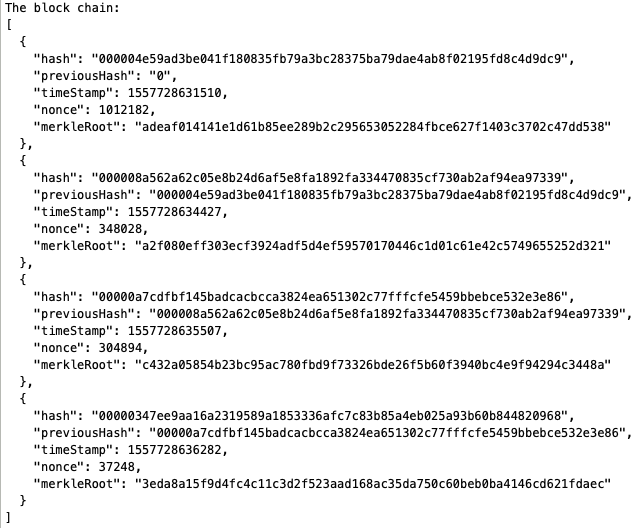 The block chain:
[
  {
    "hash": "000004e59ad3be041f180835fb79a3bc28375ba79dae4ab8f02195fd8c4d9dc9",
    "previousHash": "0",
    "timeStamp": 1557728631510,
    "nonce": 1012182,
    "merkleRoot": "adeaf014141e1d61b85ee289b2c295653052284fbce627f1403c3702c47dd538"
  },
  {
    "hash": "000008a562a62c05e8b24d6af5e8fa1892fa334470835cf730ab2af94ea97339",
    "previousHash": "000004e59ad3be041f180835fb79a3bc28375ba79dae4ab8f02195fd8c4d9dc9",
    "timeStamp": 1557728634427,
    "nonce": 348028,
    "merkleRoot": "a2f080eff303ecf3924adf5d4ef59570170446c1d01c61e42c5749655252d321"
  },
  {
    "hash": "00000a7cdfbf145badcacbcca3824ea651302c77fffcfe5459bbebce532e3e86",
    "previousHash": "000008a562a62c05e8b24d6af5e8fa1892fa334470835cf730ab2af94ea97339",
    "timeStamp": 1557728635507,
    "nonce": 304894,
    "merkleRoot": "c432a05854b23bc95ac780fbd9f73326bde26f5b60f3940bc4e9f94294c3448a"
  },
  {
    "hash": "00000347ee9aa16a2319589a1853336afc7c83b85a4eb025a93b60b844820968",
    "previousHash": "00000a7cdfbf145badcacbcca3824ea651302c77fffcfe5459bbebce532e3e86",
    "timeStamp": 1557728636282,
    "nonce": 37248,
    "merkleRoot": "3eda8a15f9d4fc4c11c3d2f523aad168ac35da750c60beb0ba4146cd621fdaec"
  }
]